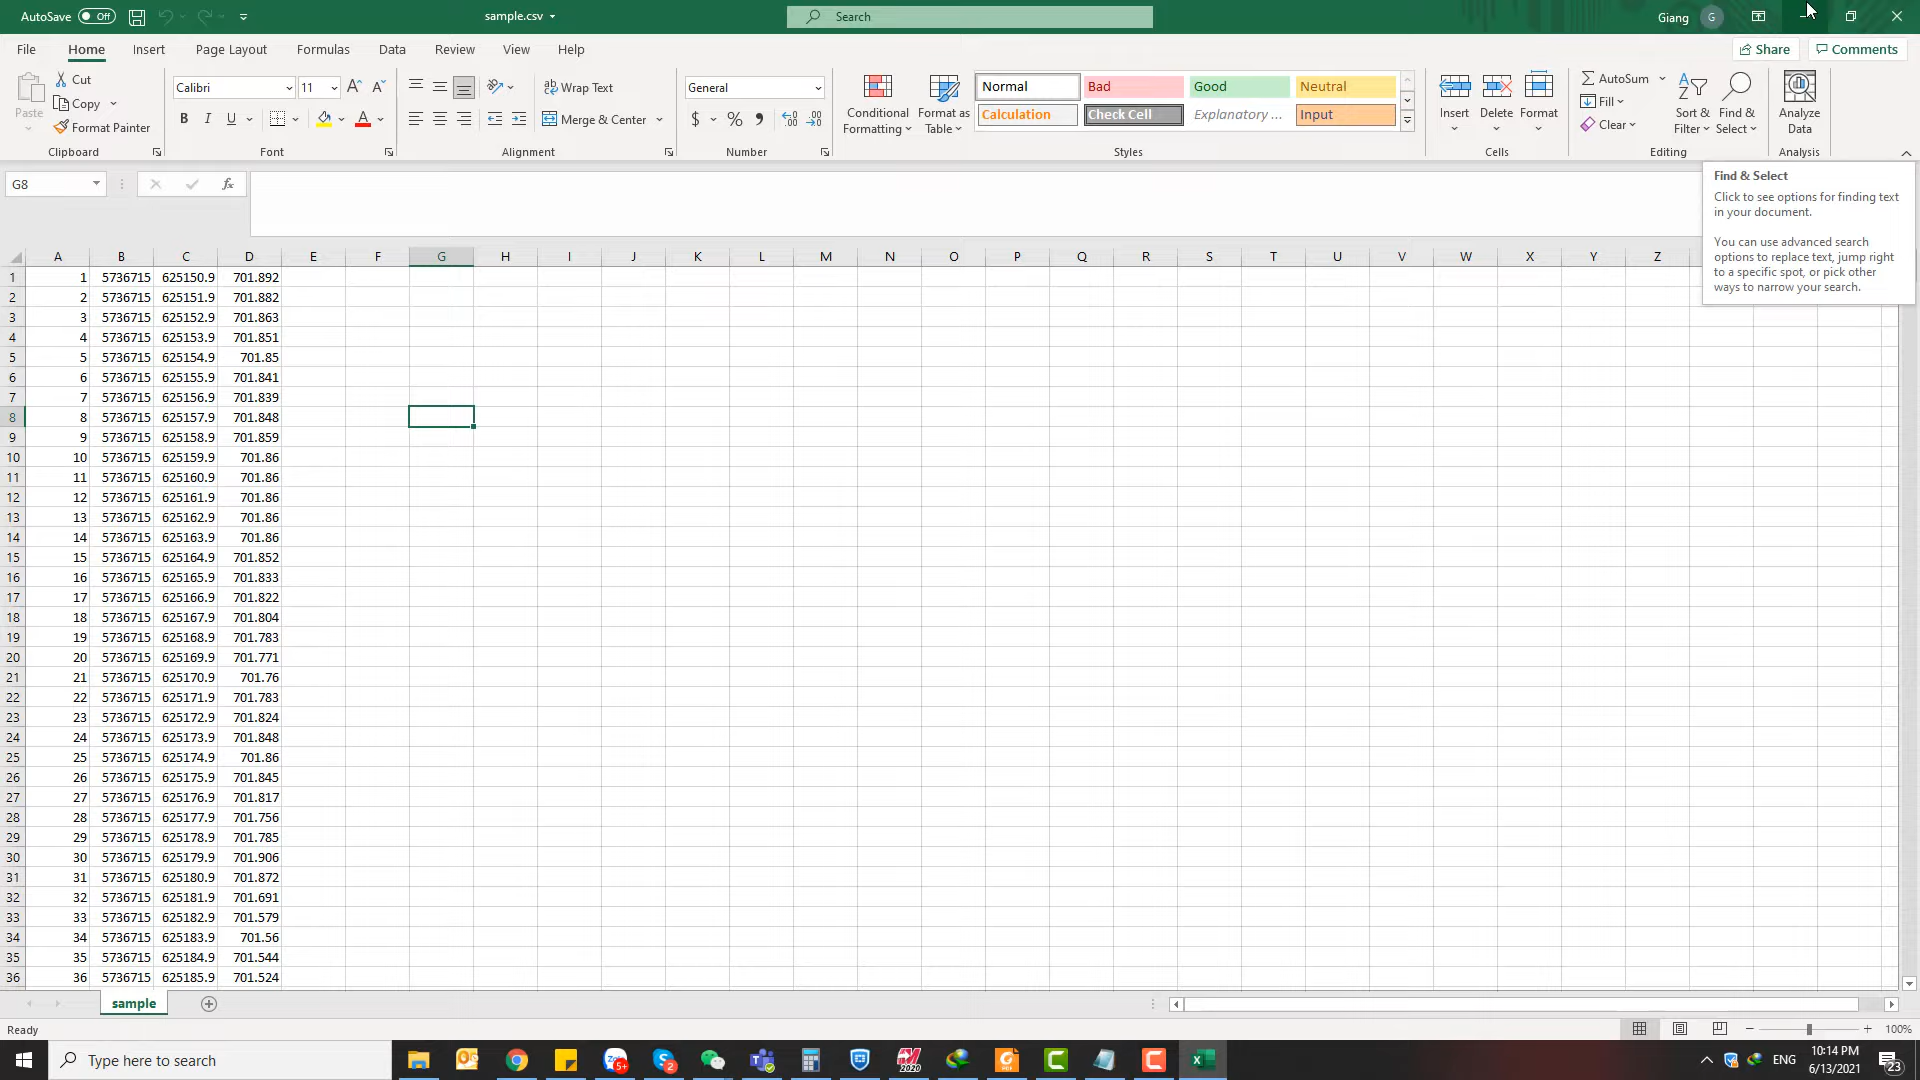 AutoSave Off sample.csv Search Giang G
File Home Insert Page Layout Formulas Data Review View Help Share Comments
Paste Cut Copy Format Painter Clipboard
Calibri 11 A A B I U A Font
Wrap Text Merge & Center Alignment
General $ % Number
Conditional Formatting Format as Table
Normal Bad Good Neutral
Calculation Check Cell Explanatory ... Input
Styles
Insert Delete Format Cells
AutoSum Fill Clear Sort & Filter Find & Select Editing
Analyze Data Analysis
G8 fx
Find & Select
Click to see options for finding text
in your document.
You can use advanced search
options to replace text, jump right
to a specific spot, or pick other
ways to narrow your search.
A B C D E F G H I J K L M N O P Q R S T U V W X Y Z
1 1 5736715 625150.9 701.892
2 2 5736715 625151.9 701.882
3 3 5736715 625152.9 701.863
4 4 5736715 625153.9 701.851
5 5 5736715 625154.9 701.85
6 6 5736715 625155.9 701.841
7 7 5736715 625156.9 701.839
8 8 5736715 625157.9 701.848
9 9 5736715 625158.9 701.859
10 10 5736715 625159.9 701.86
11 11 5736715 625160.9 701.86
12 12 5736715 625161.9 701.86
13 13 5736715 625162.9 701.86
14 14 5736715 625163.9 701.86
15 15 5736715 625164.9 701.852
16 16 5736715 625165.9 701.833
17 17 5736715 625166.9 701.822
18 18 5736715 625167.9 701.804
19 19 5736715 625168.9 701.783
20 20 5736715 625169.9 701.771
21 21 5736715 625170.9 701.76
22 22 5736715 625171.9 701.783
23 23 5736715 625172.9 701.824
24 24 5736715 625173.9 701.848
25 25 5736715 625174.9 701.86
26 26 5736715 625175.9 701.845
27 27 5736715 625176.9 701.817
28 28 5736715 625177.9 701.756
29 29 5736715 625178.9 701.785
30 30 5736715 625179.9 701.906
31 31 5736715 625180.9 701.872
32 32 5736715 625181.9 701.691
33 33 5736715 625182.9 701.579
34 34 5736715 625183.9 701.56
35 35 5736715 625184.9 701.544
36 36 5736715 625185.9 701.524
sample
Ready 100%
Type here to search ENG 10:14 PM
6/13/2021 23